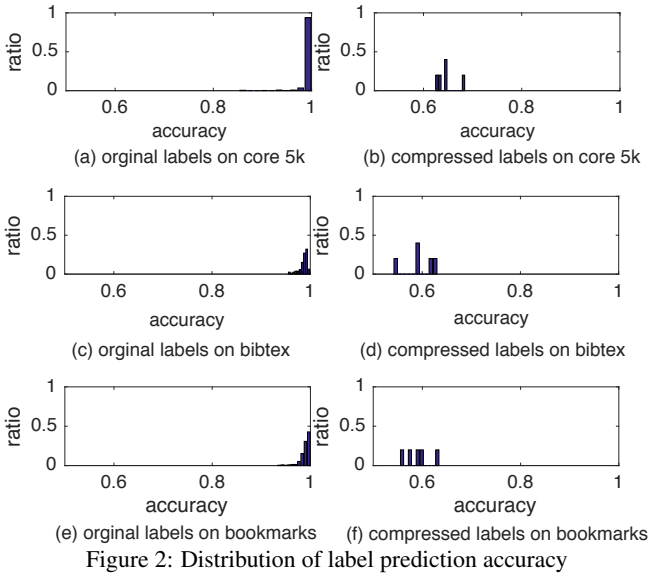 1
0.5
0
ratio
0.6 0.8 1
accuracy
(a) orginal labels on core 5k
1
0.5
0
ratio
0.6 0.8 1
accuracy
(b) compressed labels on core 5k
1
0.5
0
ratio
0.6 0.8 1
accuracy
(c) orginal labels on bibtex
1
0.5
0
ratio
0.6 0.8 1
accuracy
(d) compressed labels on bibtex
1
0.5
0
ratio
0.6 0.8 1
accuracy
(e) orginal labels on bookmarks
1
0.5
0
ratio
0.6 0.8 1
accuracy
(f) compressed labels on bookmarks
Figure 2: Distribution of label prediction accuracy